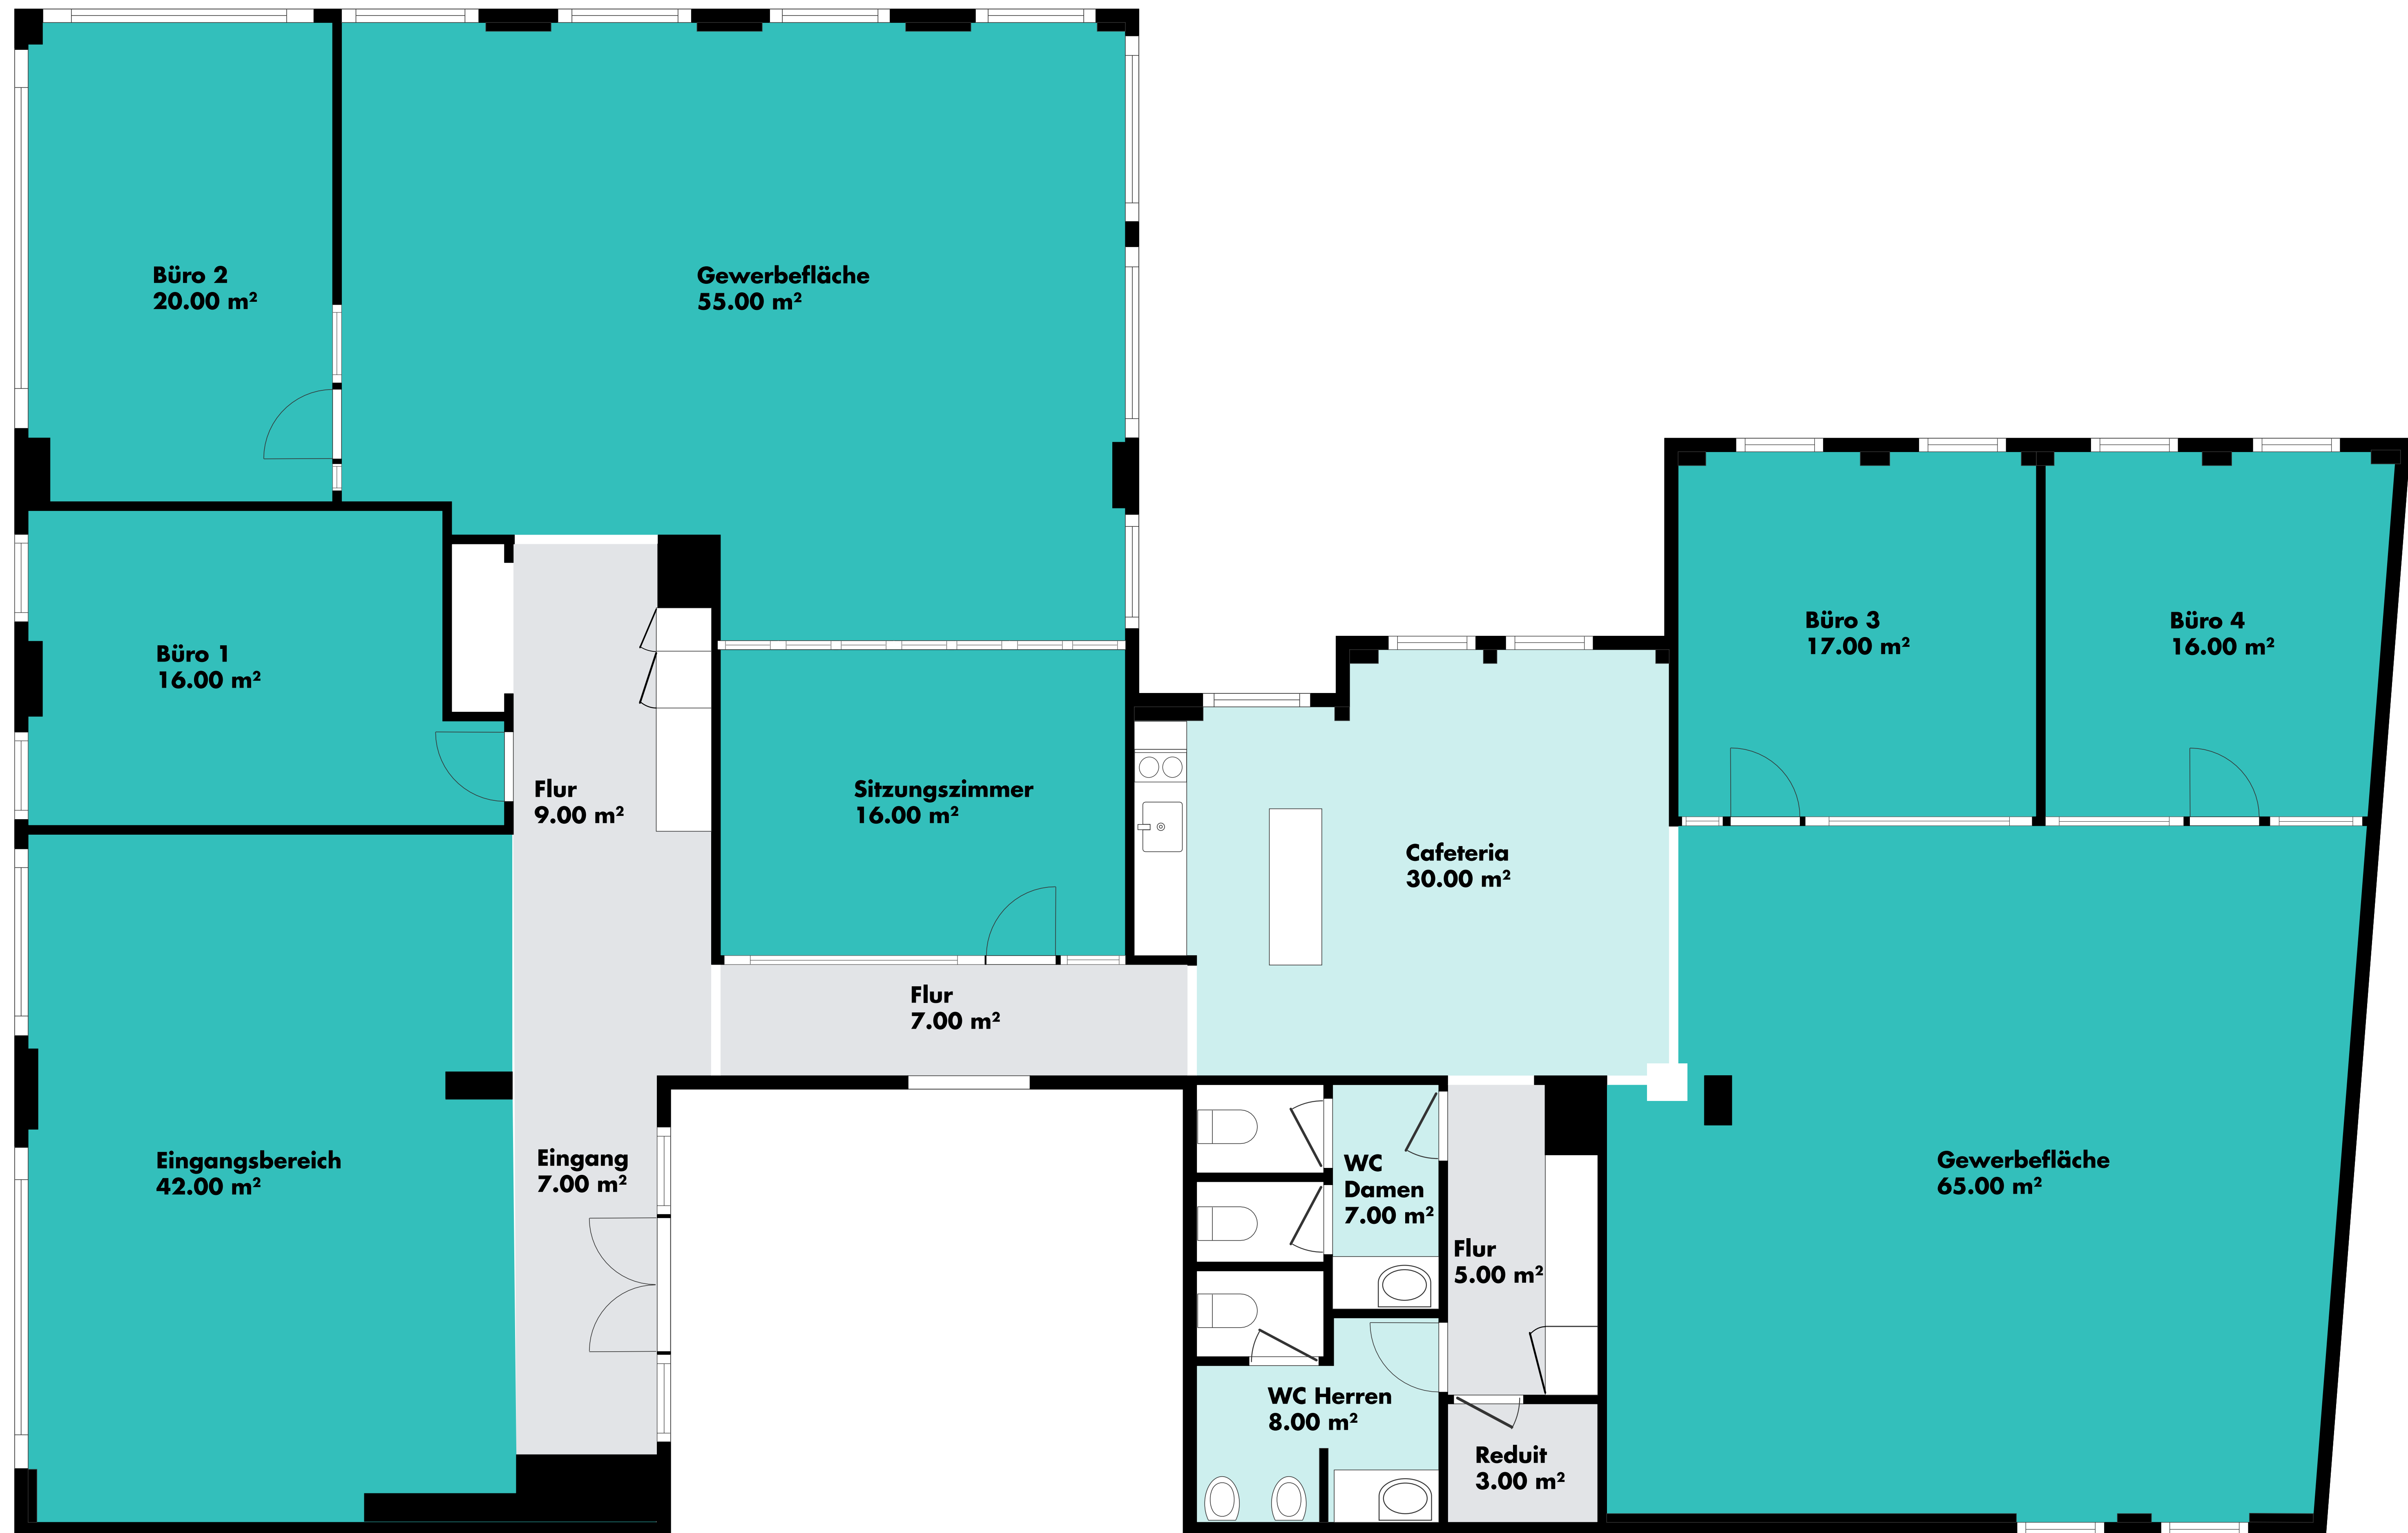 Büro 2
20.00 m²
Gewerbefläche
55.00 m²
Büro 1
16.00 m²
Flur
9.00 m²
Sitzungszimmer
16.00 m²
Cafeteria
30.00 m²
Büro 3
17.00 m²
Büro 4
16.00 m²
Flur
7.00 m²
Eingangsbereich
42.00 m²
Eingang
7.00 m²
WC
Damen
7.00 m²
Flur
5.00 m²
Gewerbefläche
65.00 m²
WC Herren
8.00 m²
Reduit
3.00 m²